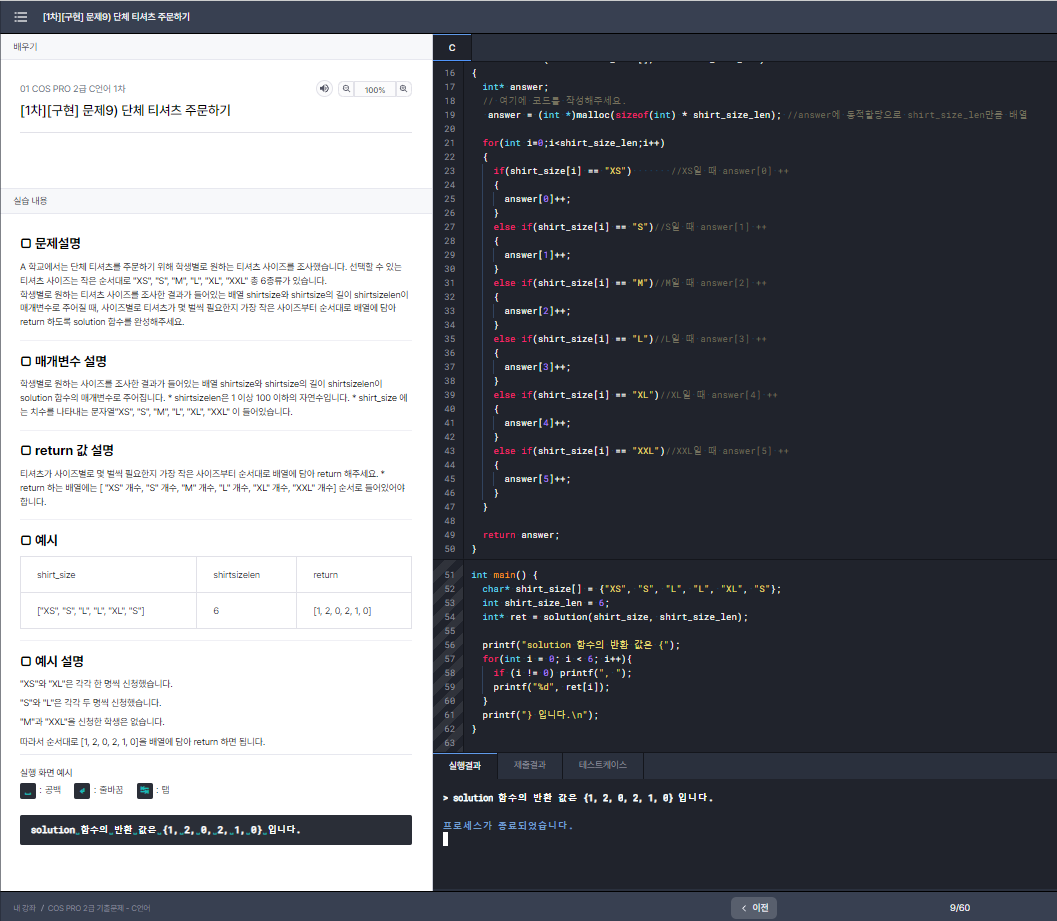 [1차][구현] 문제9) 단체 티셔츠 주문하기
배우기
01 COS PRO 2급 C언어 1차
100%
[1차][구현] 문제9) 단체 티셔츠 주문하기
실습 내용
문제설명
A 학교에서는 단체 티셔츠를 주문하기 위해 학생별로 원하는 티셔츠 사이즈를 조사했습니다. 선택할 수 있는
티셔츠 사이즈는 작은 순서대로 "XS", "S", "M", "L", "XL", "XXL" 총 6종류가 있습니다.
학생별로 원하는 티셔츠 사이즈를 조사한 결과가 들어있는 배열 shirtsize와 shirtsize의 길이 shirtsizelen이
매개변수로 주어질 때, 사이즈별로 티셔츠가 몇 벌씩 필요한지 가장 작은 사이즈부터 순서대로 배열에 담아
return 하도록 solution 함수를 완성해주세요.
매개변수 설명
학생별로 원하는 사이즈를 조사한 결과가 들어있는 배열 shirtsize와 shirtsize의 길이 shirtsizelen이
solution 함수의 매개변수로 주어집니다. * shirtsizelen은 1 이상 100 이하의 자연수입니다. * shirt_size 에
는 치수를 나타내는 문자열"XS", "S", "M", "L", "XL", "XXL" 이 들어있습니다.
return 값 설명
티셔츠가 사이즈별로 몇 벌씩 필요한지 가장 작은 사이즈부터 순서대로 배열에 담아 return 해주세요. *
return 하는 배열에는 [ "XS" 개수, "S" 개수, "M" 개수, "L" 개수, "XL" 개수, "XXL" 개수] 순서로 들어있어야
합니다.
예시
shirt_size shirtsizelen return
["XS", "S", "L", "L", "XL", "S"] 6 [1, 2, 0, 2, 1, 0]
예시 설명
"XS"와 "XL"은 각각 한 명씩 신청했습니다.
"S"와 "L"은 각각 두 명씩 신청했습니다.
"M"과 "XXL"을 신청한 학생은 없습니다.
따라서 순서대로 [1, 2, 0, 2, 1, 0]을 배열에 담아 return 하면 됩니다.
실행 화면 예시
: 공백 : 줄바꿈 : 탭
solution 함수의 반환 값은 {1, 2, 0, 2, 1, 0} 입니다.
C
16 {
17 int* answer;
18 // 여기에 코드를 작성해주세요.
19 answer = (int *)malloc(sizeof(int) * shirt_size_len); //answer에 동적할당으로 shirt_size_len만큼 배열
20
21 for(int i=0;i<shirt_size_len;i++)
22 {
23 if(shirt_size[i] == "XS") //XS일 때 answer[0] ++
24 {
25 answer[0]++;
26 }
27 else if(shirt_size[i] == "S")//S일 때 answer[1] ++
28 {
29 answer[1]++;
30 }
31 else if(shirt_size[i] == "M")//M일 때 answer[2] ++
32 {
33 answer[2]++;
34 }
35 else if(shirt_size[i] == "L")//L일 때 answer[3] ++
36 {
37 answer[3]++;
38 }
39 else if(shirt_size[i] == "XL")//XL일 때 answer[4] ++
40 {
41 answer[4]++;
42 }
43 else if(shirt_size[i] == "XXL")//XXL일 때 answer[5] ++
44 {
45 answer[5]++;
46 }
47 }
48
49 return answer;
50 }
51 int main() {
52 char* shirt_size[] = {"XS", "S", "L", "L", "XL", "S"};
53 int shirt_size_len = 6;
54 int* ret = solution(shirt_size, shirt_size_len);
55
56 printf("solution 함수의 반환 값은 {");
57 for(int i = 0; i < 6; i++){
58 if (i != 0) printf(", ");
59 printf("%d", ret[i]);
60 }
61 printf("} 입니다.\n");
62 }
63
실행결과 제출결과 테스트케이스
> solution 함수의 반환 값은 {1, 2, 0, 2, 1, 0} 입니다.
프로세스가 종료되었습니다.
내 강좌 / COS PRO 2급 기출문제 - C언어
< 이전
9/60